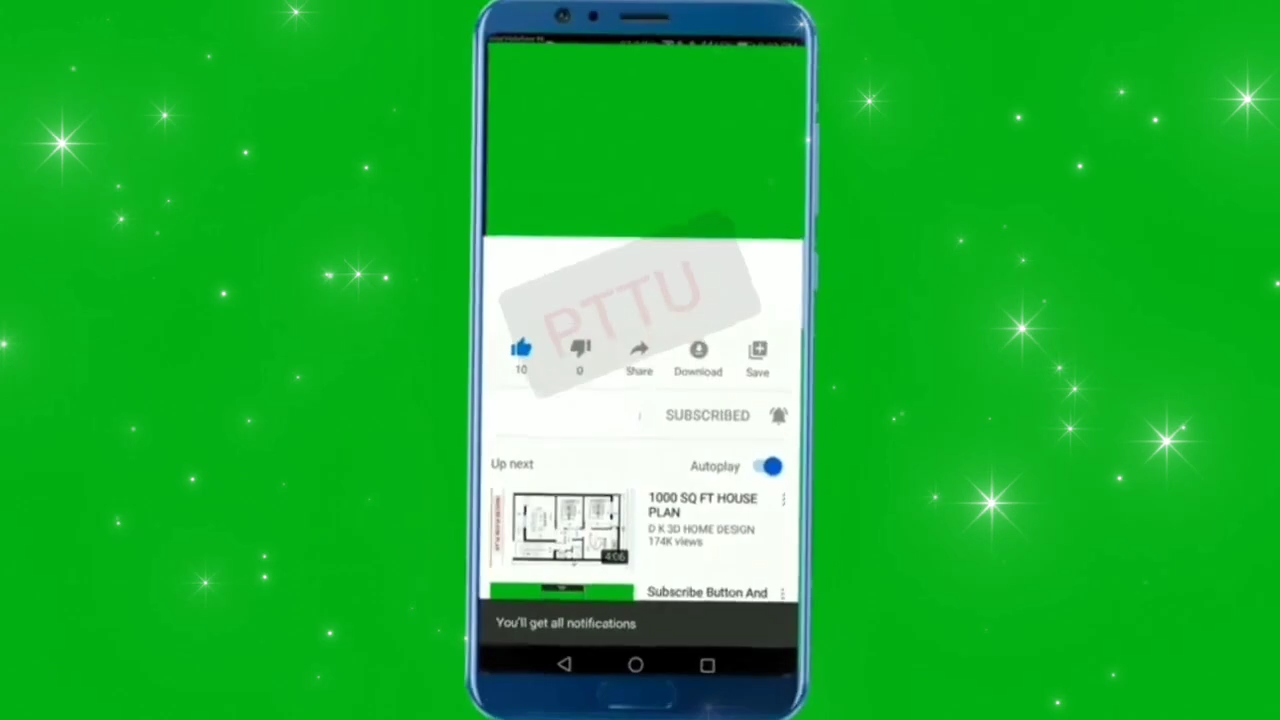 PTTU
10
0
Share
Download
Save
SUBSCRIBED
Up next
Autoplay
1000 SQ FT HOUSE
PLAN
D K 3D HOME DESIGN
174K views
4:06
Subscribe Button And
You'll get all notifications